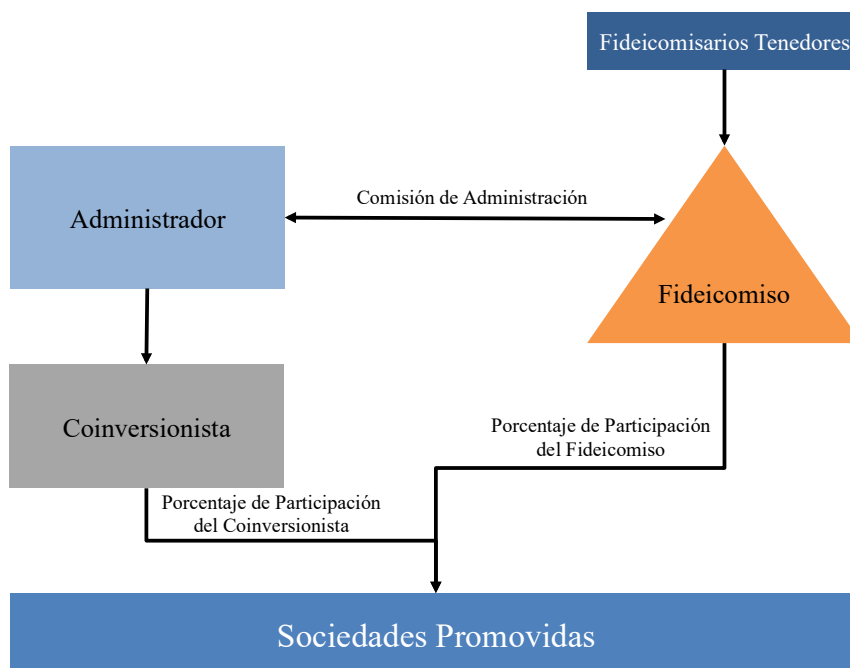 Fideicomisarios Tenedores
Comisión de Administración
Administrador
Fideicomiso
Coinversionista
Porcentaje de Participación
del Fideicomiso
Porcentaje de Participación
del Coinversionista
Sociedades Promovidas